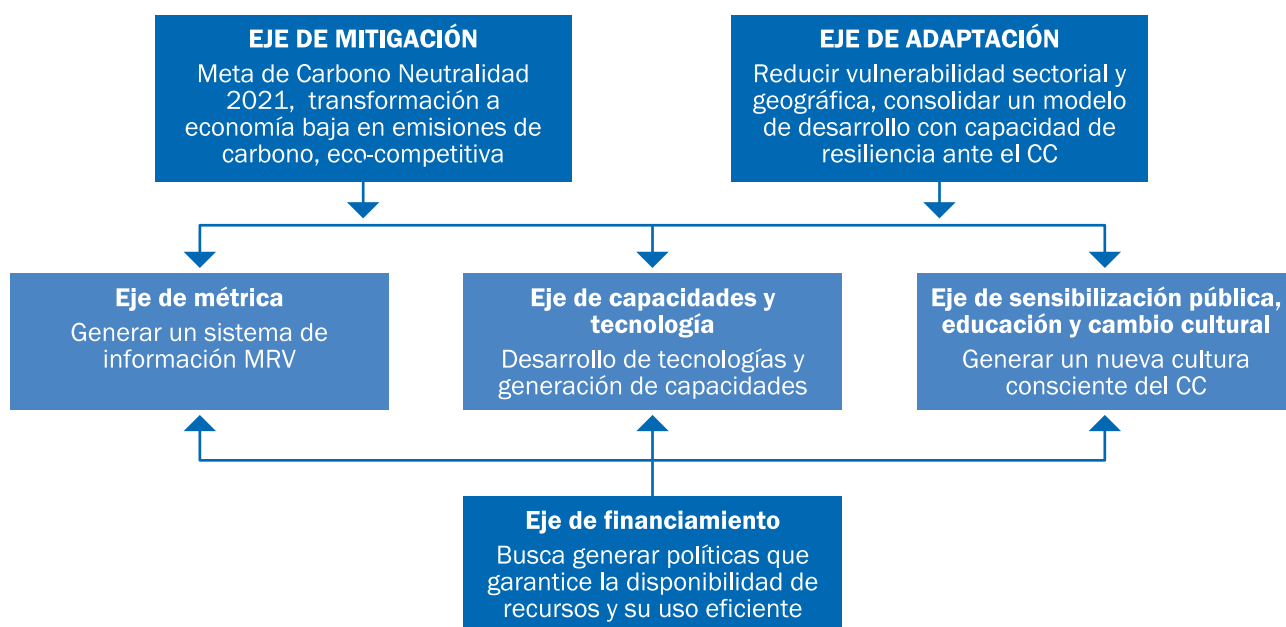 EJE DE MITIGACIÓN
Meta de Carbono Neutralidad
2021, transformación a
economía baja en emisiones de
carbono, eco-competitiva
EJE DE ADAPTACIÓN
Reducir vulnerabilidad sectorial y
geográfica, consolidar un modelo
de desarrollo con capacidad de
resiliencia ante el CC
Eje de métrica
Generar un sistema de
información MRV
Eje de capacidades y
tecnología
Desarrollo de tecnologías y
generación de capacidades
Eje de sensibilización pública,
educación y cambio cultural
Generar un nueva cultura
consciente del CC
Eje de financiamiento
Busca generar políticas que
garantice la disponibilidad de
recursos y su uso eficiente